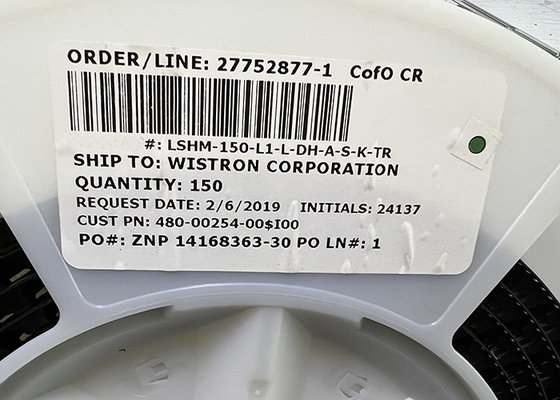 ORDER/LINE: 27752877-1 CofO CR
#: LSHM-150-L1-L-DH-A-S-K-TR
SHIP TO: WISTRON CORPORATION
QUANTITY: 150
REQUEST DATE: 2/6/2019 INITIALS: 24137
CUST PN: 480-00254-00$I00
PO#: ZNP 14168363-30 PO LN#: 1